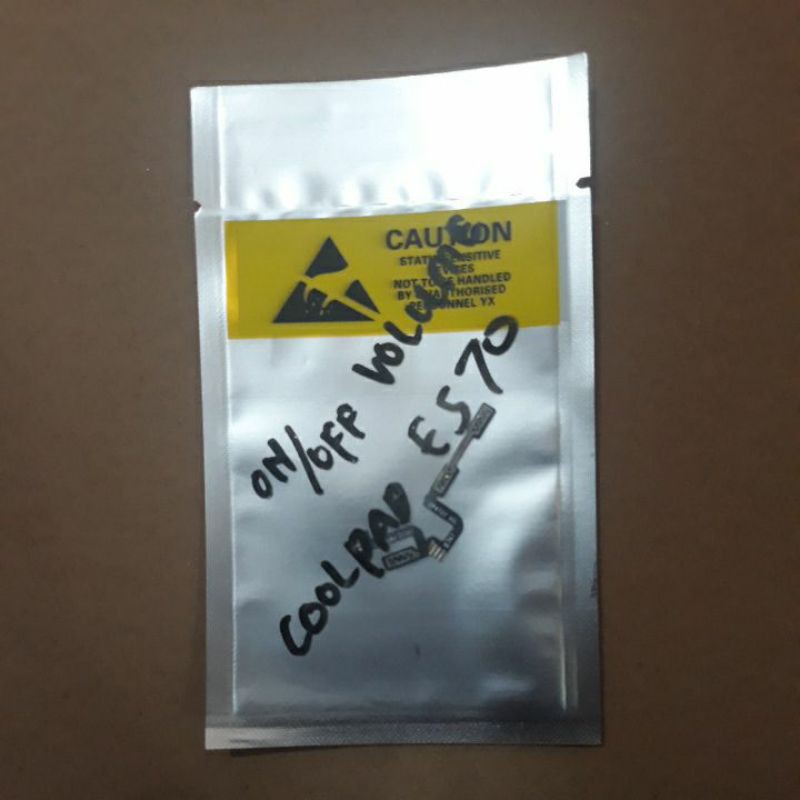 CAUTION
STATIC SENSITIVE
DEVICES
NOT TO BE HANDLED
BY UNAUTHORISED
PERSONNEL YX
ON/OFF VOLUME
COOLPAD E570